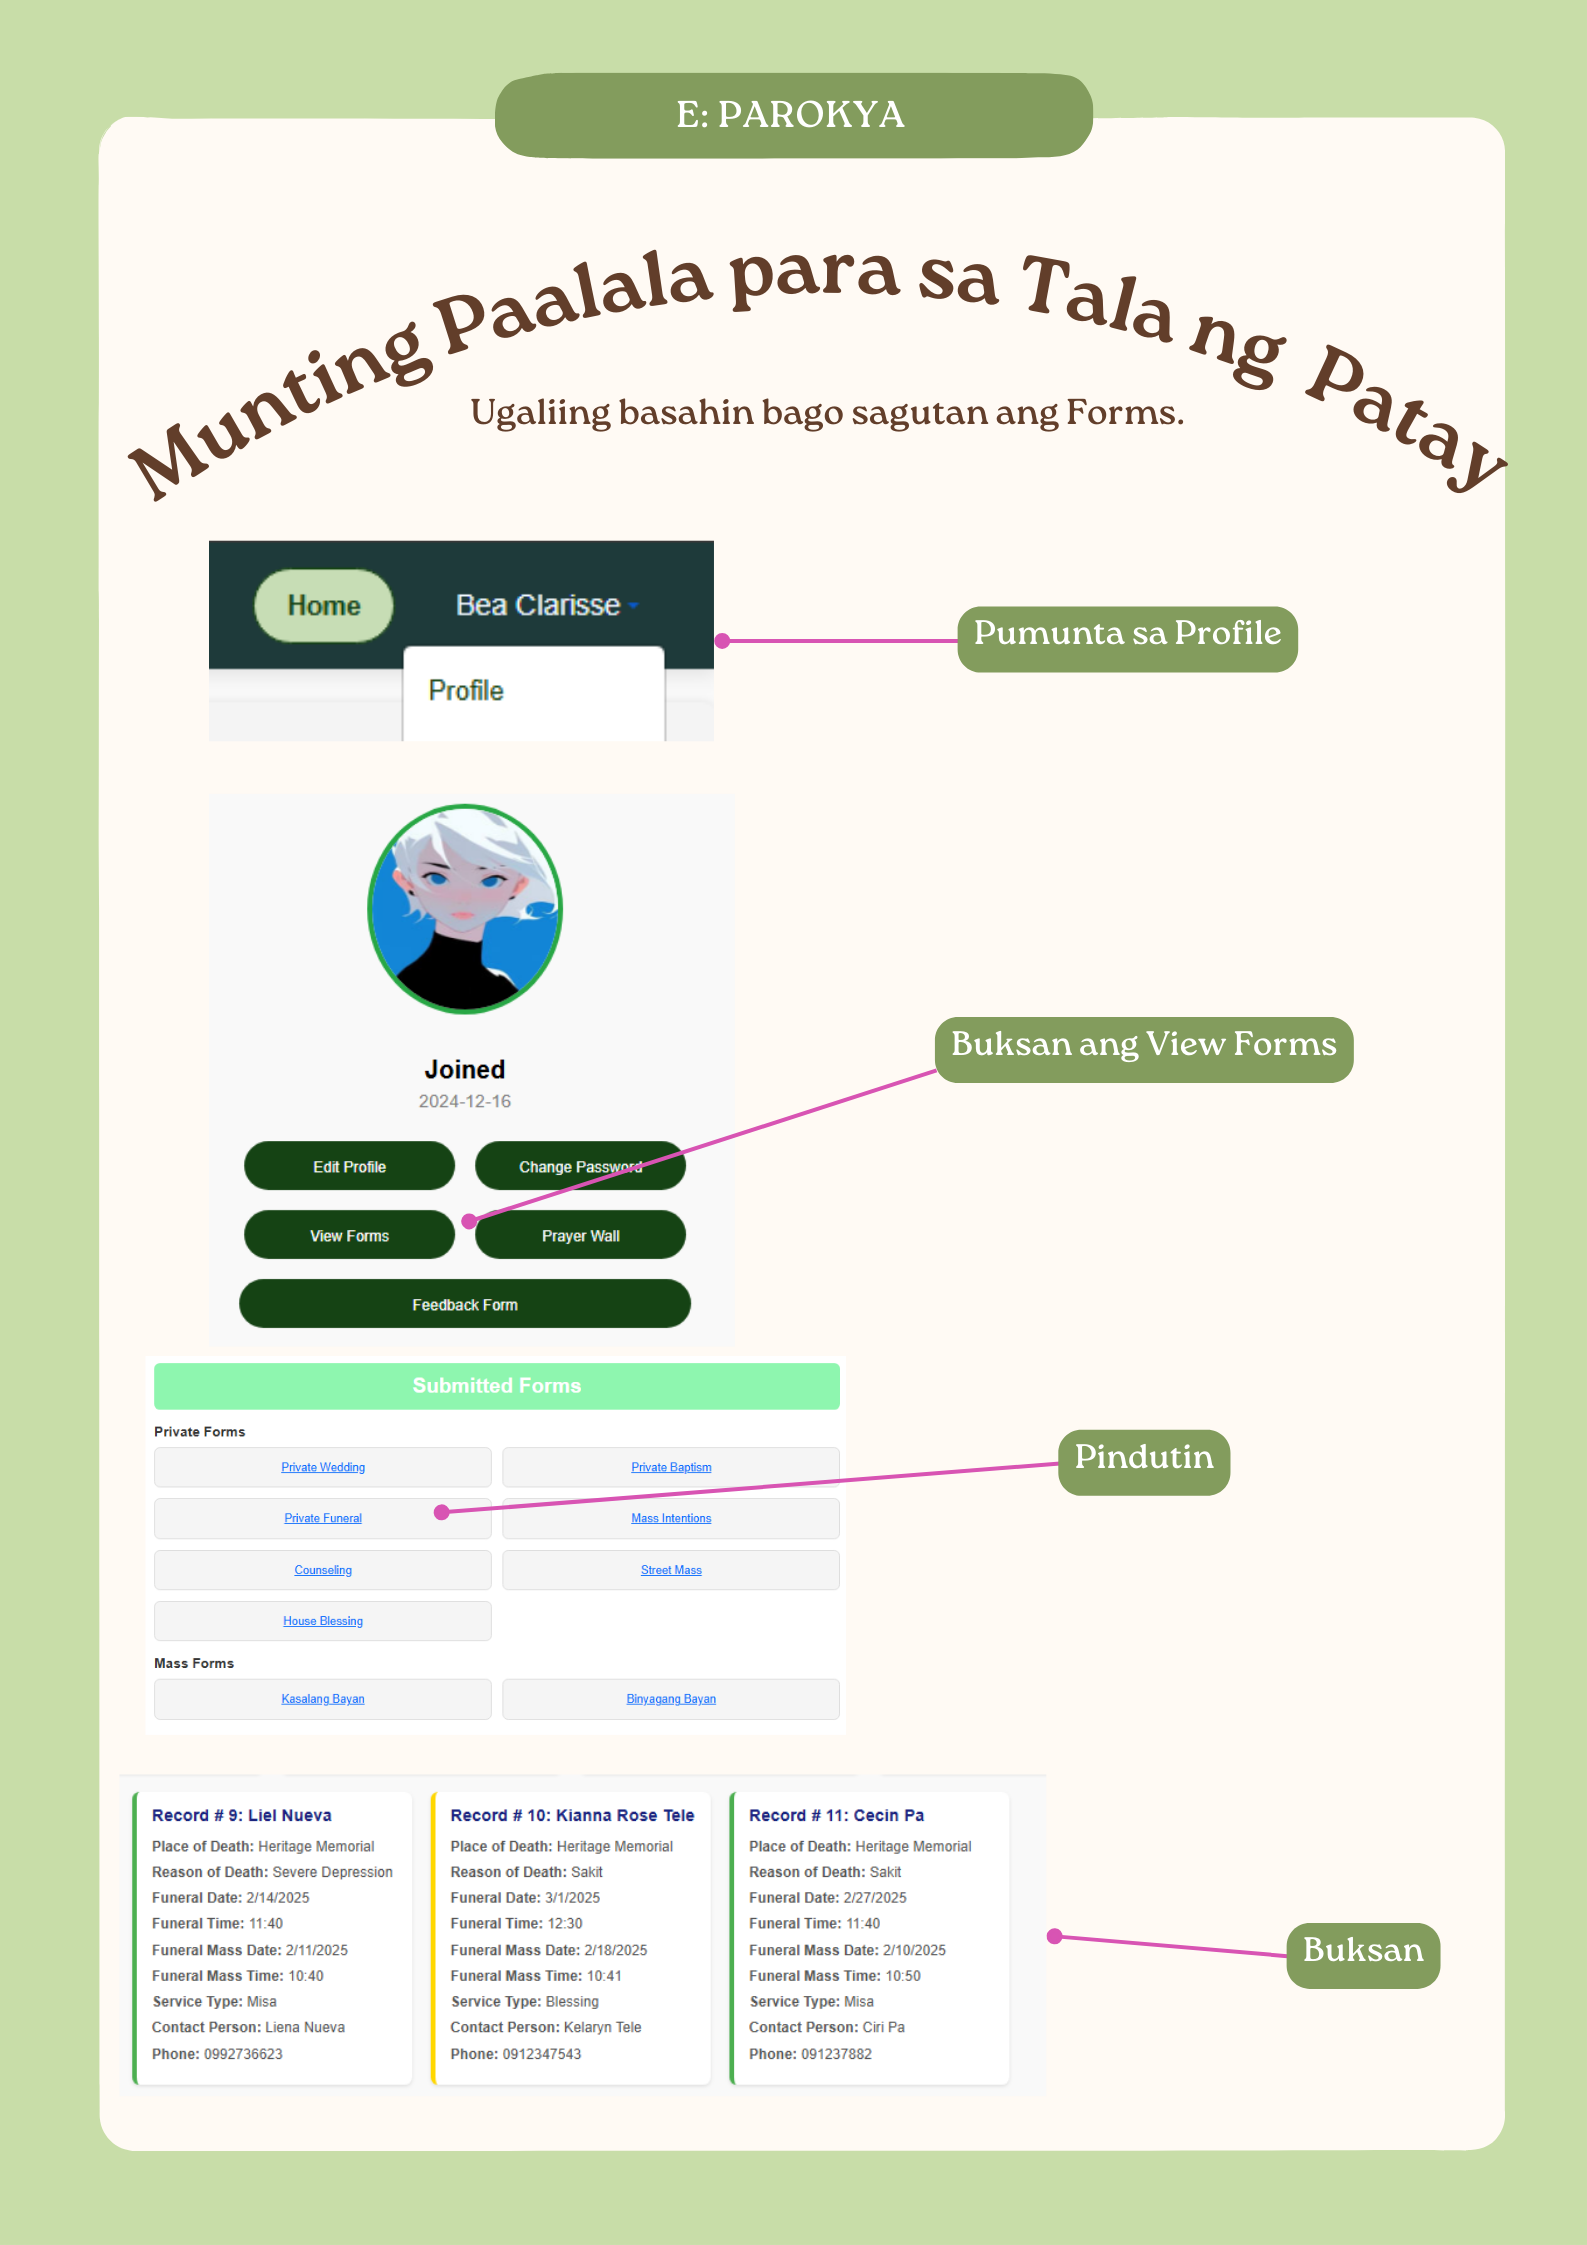 E: PAROKYA
Munting Paalala para sa Tala ng Patay
Ugaliing basahin bago sagutan ang Forms.
Home
Bea Clarisse
Profile
Pumunta sa Profile
Joined
2024-12-16
Buksan ang View Forms
Edit Profile
Change Password
View Forms
Prayer Wall
Feedback Form
Submitted Forms
Private Forms
Private Wedding
Private Baptism
Pindutin
Private Funeral
Mass Intentions
Counseling
Street Mass
House Blessing
Mass Forms
Kasalang Bayan
Binyagang Bayan
Record # 9: Liel Nueva
Place of Death: Heritage Memorial
Reason of Death: Severe Depression
Funeral Date: 2/14/2025
Funeral Time: 11:40
Funeral Mass Date: 2/11/2025
Funeral Mass Time: 10:40
Service Type: Misa
Contact Person: Liena Nueva
Phone: 0992736623
Record # 10: Kianna Rose Tele
Place of Death: Heritage Memorial
Reason of Death: Sakit
Funeral Date: 3/1/2025
Funeral Time: 12:30
Funeral Mass Date: 2/18/2025
Funeral Mass Time: 10:41
Service Type: Blessing
Contact Person: Kelaryn Tele
Phone: 0912347543
Record # 11: Cecin Pa
Place of Death: Heritage Memorial
Reason of Death: Sakit
Funeral Date: 2/27/2025
Funeral Time: 11:40
Funeral Mass Date: 2/10/2025
Funeral Mass Time: 10:50
Service Type: Misa
Contact Person: Ciri Pa
Phone: 091237882
Buksan